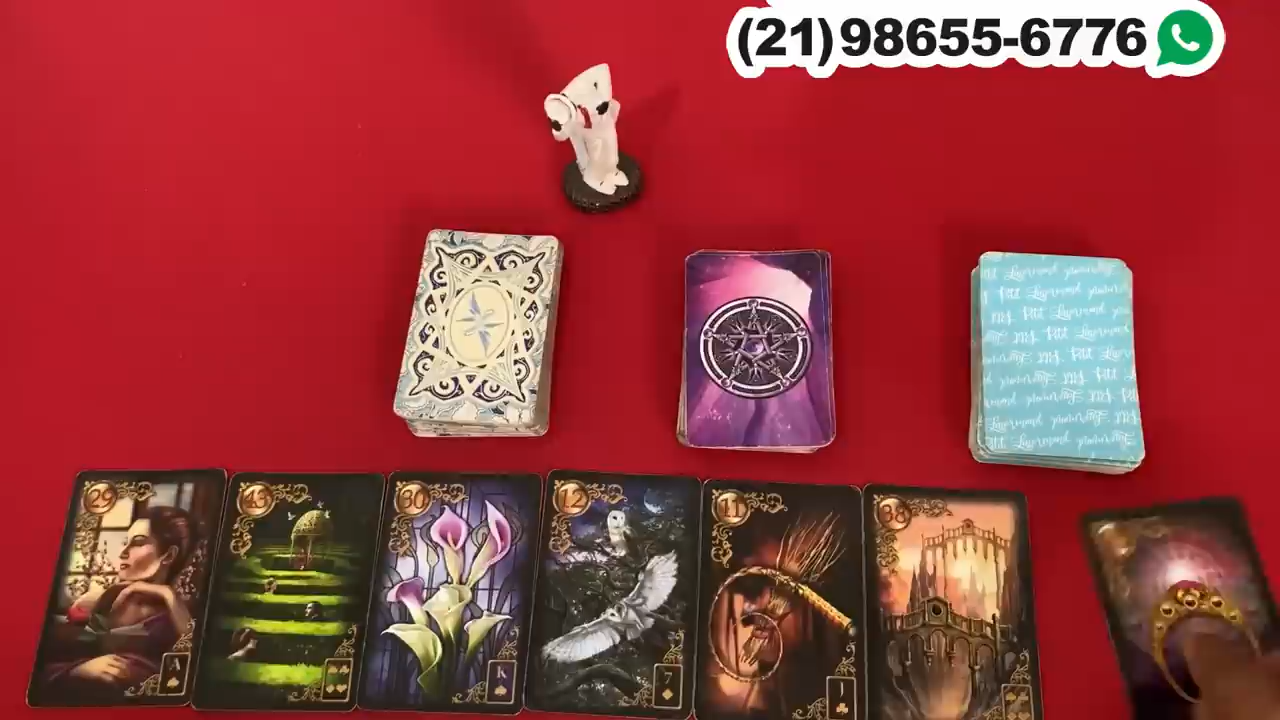 (21)98655-6776
Petit Lenormand
29
43
30
12
11
38
A
K
7
J